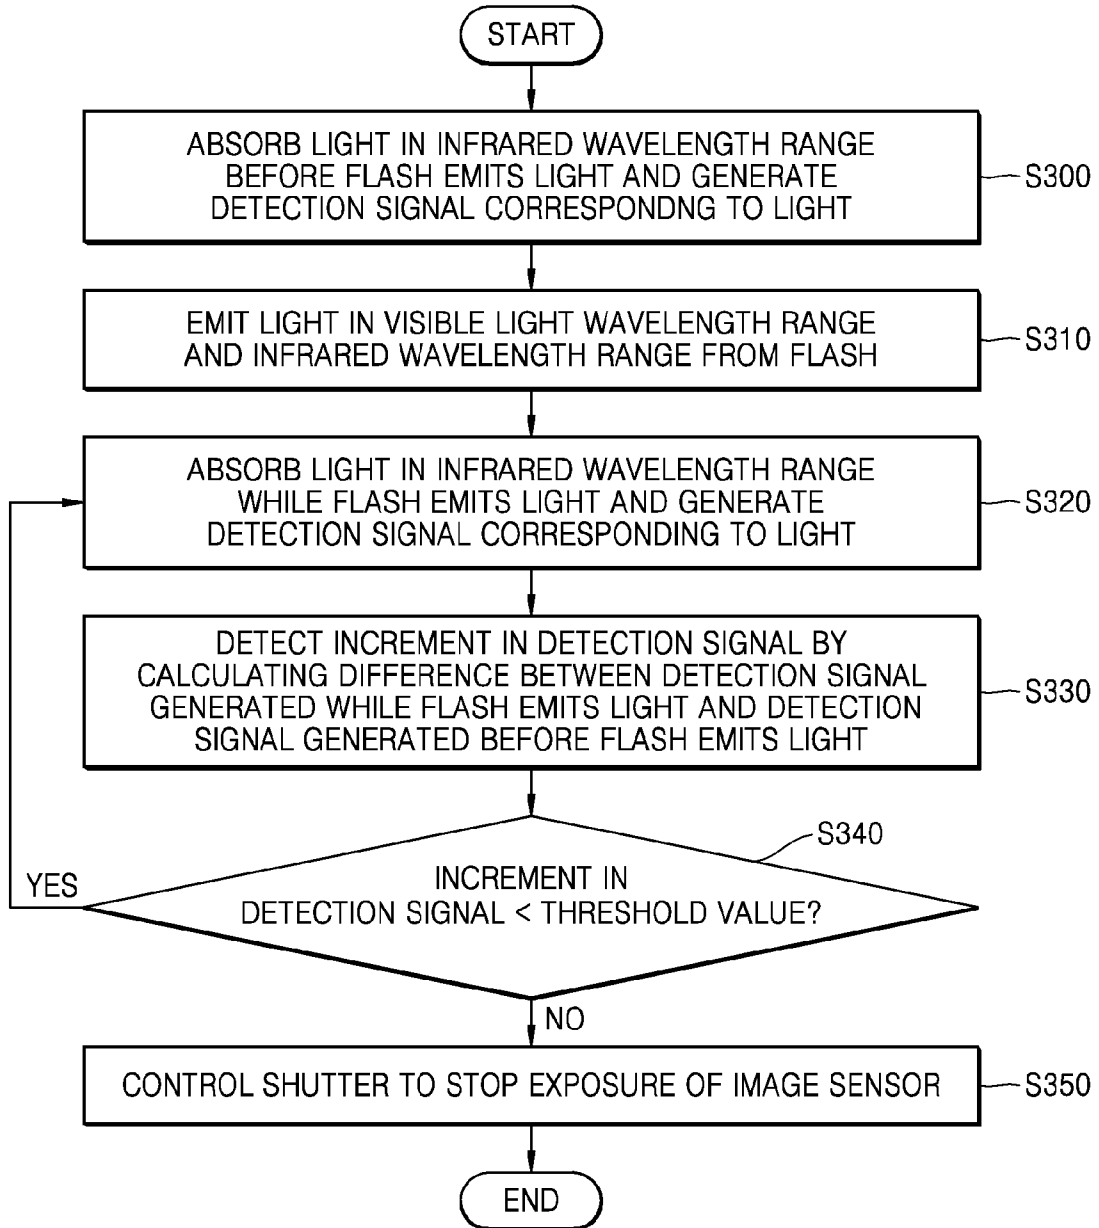 START
ABSORB LIGHT IN INFRARED WAVELENGTH RANGE
BEFORE FLASH EMITS LIGHT AND GENERATE
DETECTION SIGNAL CORRESPONDNG TO LIGHT
S300
EMIT LIGHT IN VISIBLE LIGHT WAVELENGTH RANGE
AND INFRARED WAVELENGTH RANGE FROM FLASH
S310
ABSORB LIGHT IN INFRARED WAVELENGTH RANGE
WHILE FLASH EMITS LIGHT AND GENERATE
DETECTION SIGNAL CORRESPONDING TO LIGHT
S320
DETECT INCREMENT IN DETECTION SIGNAL BY
CALCULATING DIFFERENCE BETWEEN DETECTION SIGNAL
GENERATED WHILE FLASH EMITS LIGHT AND DETECTION
SIGNAL GENERATED BEFORE FLASH EMITS LIGHT
S330
S340
YES
INCREMENT IN
DETECTION SIGNAL < THRESHOLD VALUE?
NO
CONTROL SHUTTER TO STOP EXPOSURE OF IMAGE SENSOR
S350
END